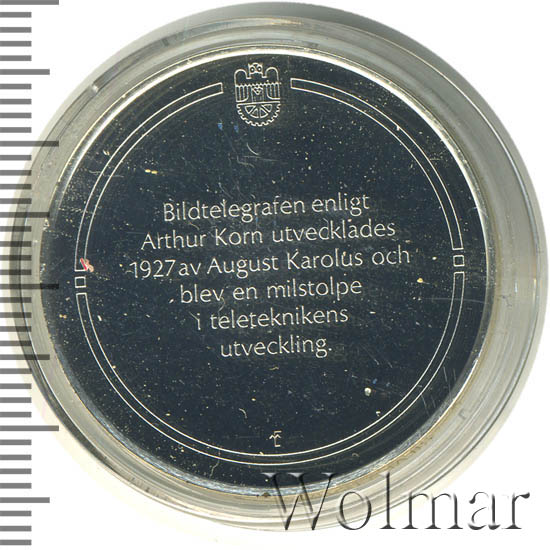 Bildtelegrafen enligt
Arthur Korn utvecklades
1927 av August Karolus och
blev en milstolpe
i teleteknikens
utveckling.
Wolmar